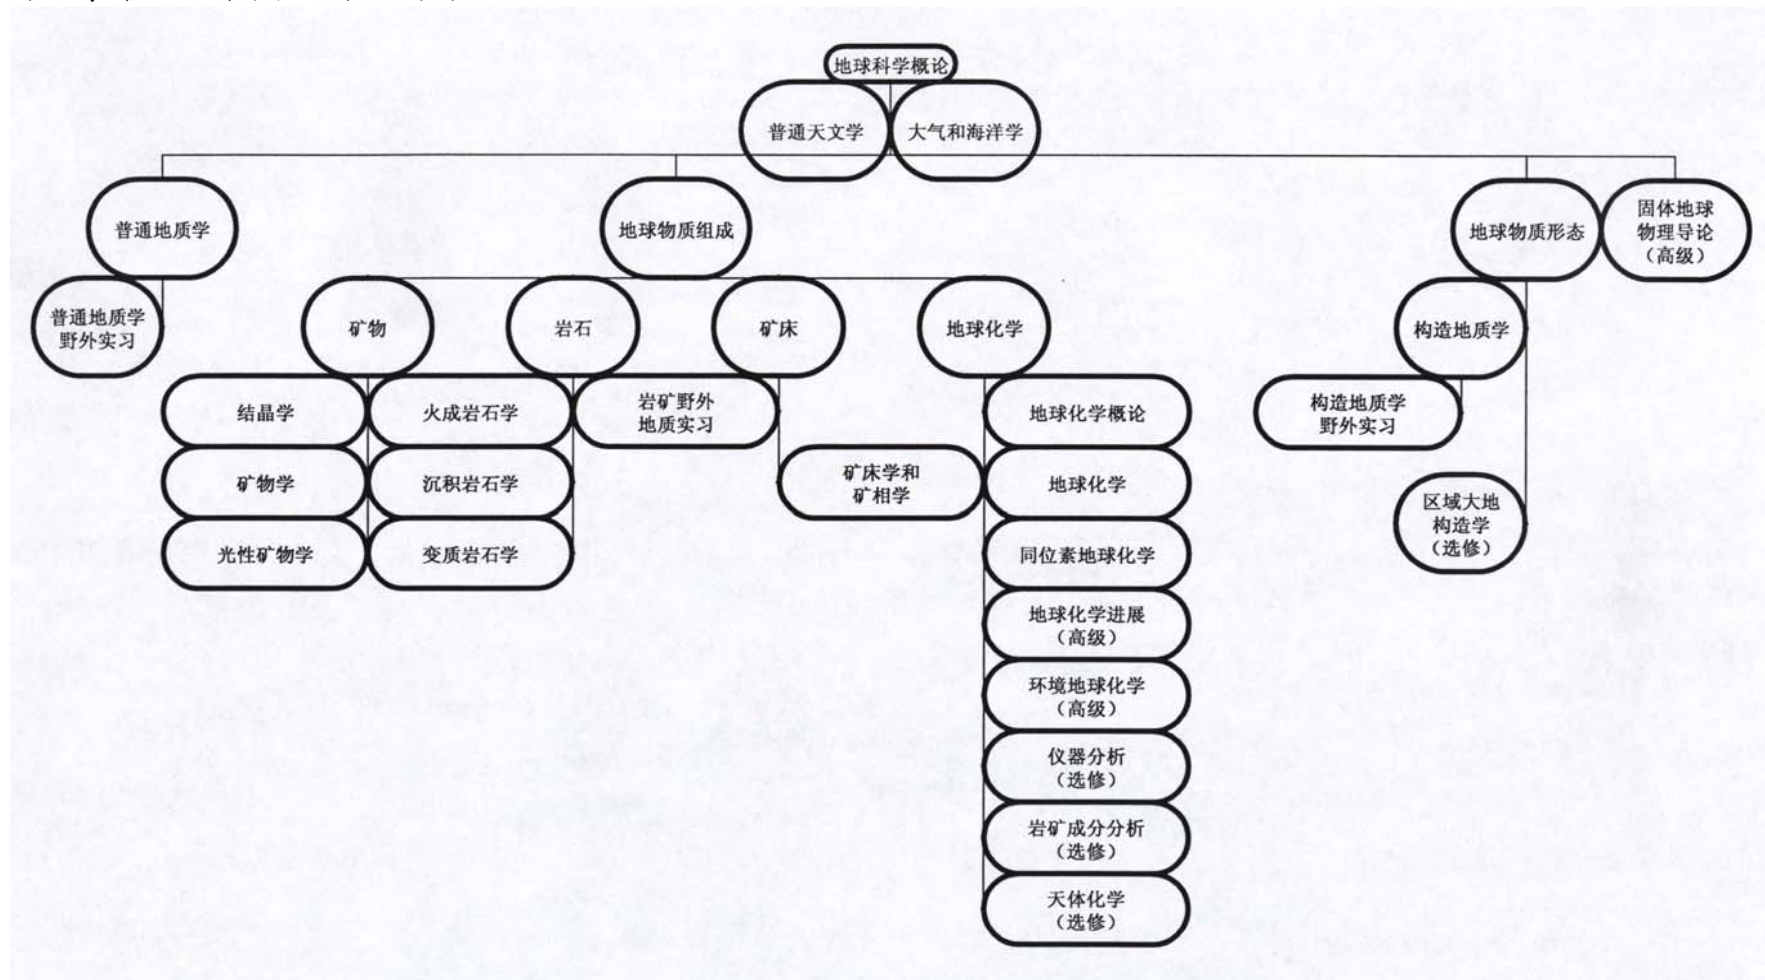 地球科学概论
普通天文学
大气和海洋学
普通地质学
地球物质组成
地球物质形态
固体地球
物理导论
（高级）
普通地质学
野外实习
矿物
岩石
矿床
地球化学
构造地质学
结晶学
火成岩石学
岩矿野外
地质实习
地球化学概论
构造地质学
野外实习
矿物学
沉积岩石学
矿床学和
矿相学
地球化学
区域大地
构造学
（选修）
光性矿物学
变质岩石学
同位素地球化学
地球化学进展
（高级）
环境地球化学
（高级）
仪器分析
（选修）
岩矿成分分析
（选修）
天体化学
（选修）